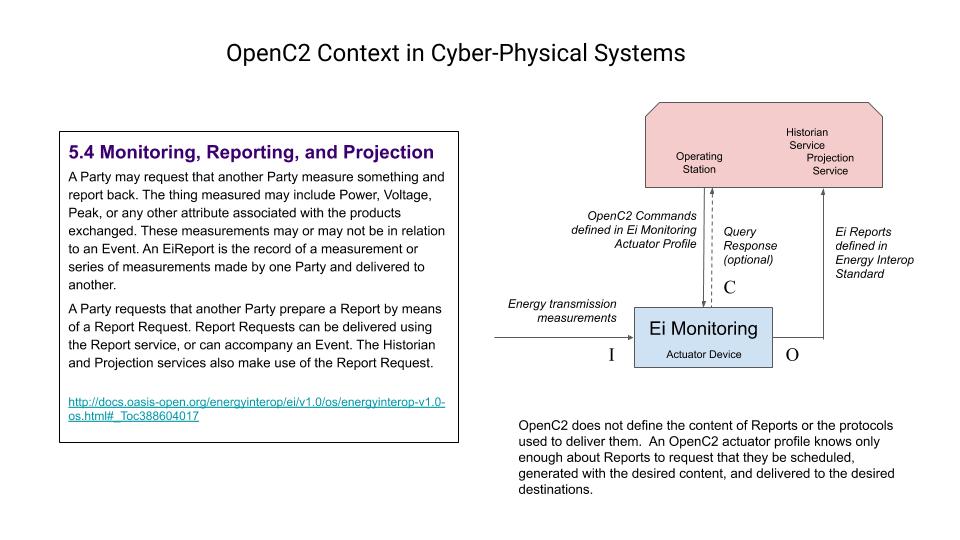 OpenC2 Context in Cyber-Physical Systems
5.4 Monitoring, Reporting, and Projection
A Party may request that another Party measure something and
report back. The thing measured may include Power, Voltage,
Peak, or any other attribute associated with the products
exchanged. These measurements may or may not be in relation
to an Event. An EiReport is the record of a measurement or
series of measurements made by one Party and delivered to
another.
A Party requests that another Party prepare a Report by means
of a Report Request. Report Requests can be delivered using
the Report service, or can accompany an Event. The Historian
and Projection services also make use of the Report Request.
http://docs.oasis-open.org/energyinterop/ei/v1.0/os/energyinterop-v1.0-
os.html#_Toc388604017
Operating
Station
Historian
Service
Projection
Service
OpenC2 Commands
defined in Ei Monitoring
Actuator Profile
Query
Response
(optional)
Ei Reports
defined in
Energy Interop
Standard
C
Energy transmission
measurements
I
Ei Monitoring
Actuator Device
O
OpenC2 does not define the content of Reports or the protocols
used to deliver them.  An OpenC2 actuator profile knows only
enough about Reports to request that they be scheduled,
generated with the desired content, and delivered to the desired
destinations.